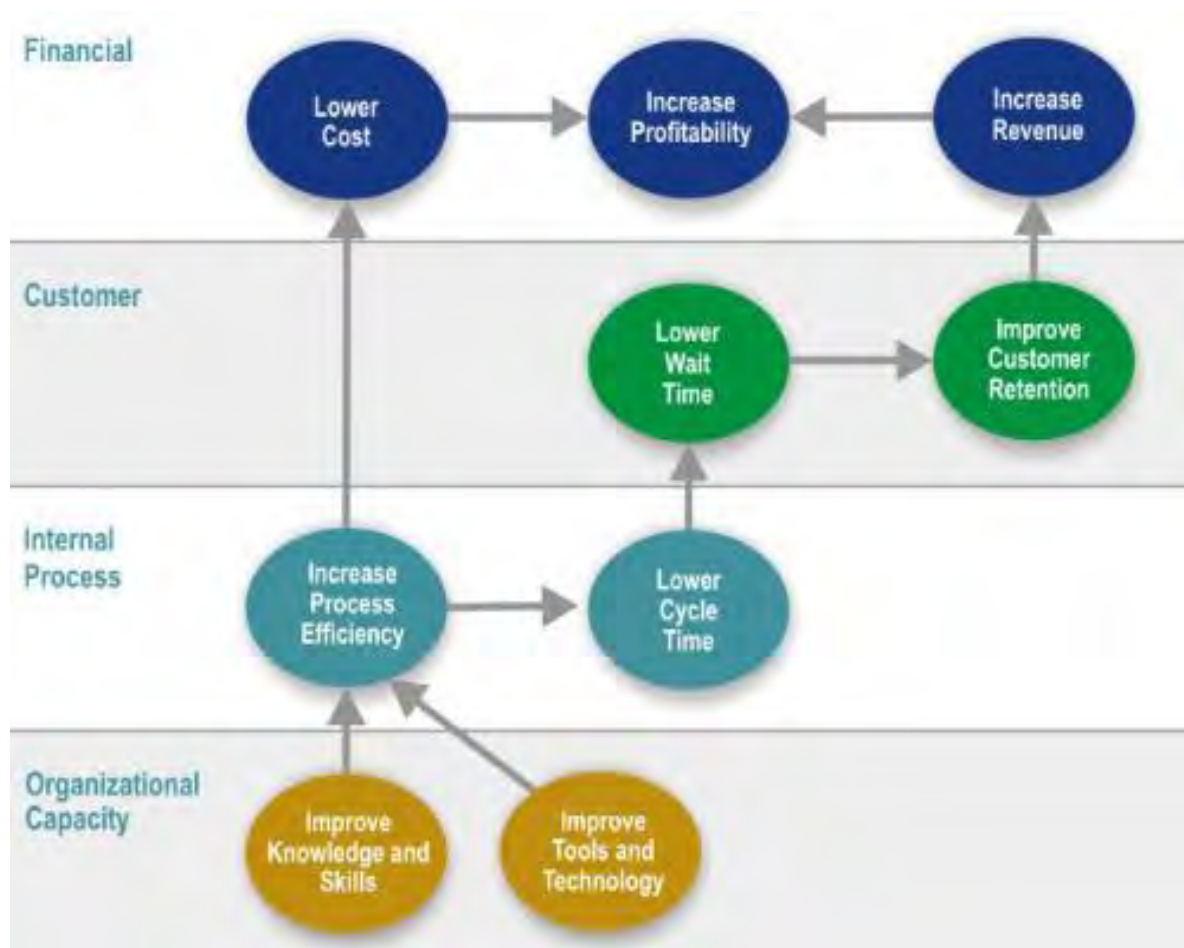 Financial
Lower
Cost
Increase
Profitability
Increase
Revenue
Customer
Lower
Wait
Time
Improve
Customer
Retention
Internal
Process
Increase
Process
Efficiency
Lower
Cycle
Time
Organizational
Capacity
Improve
Knowledge and
Skills
Improve
Tools and
Technology